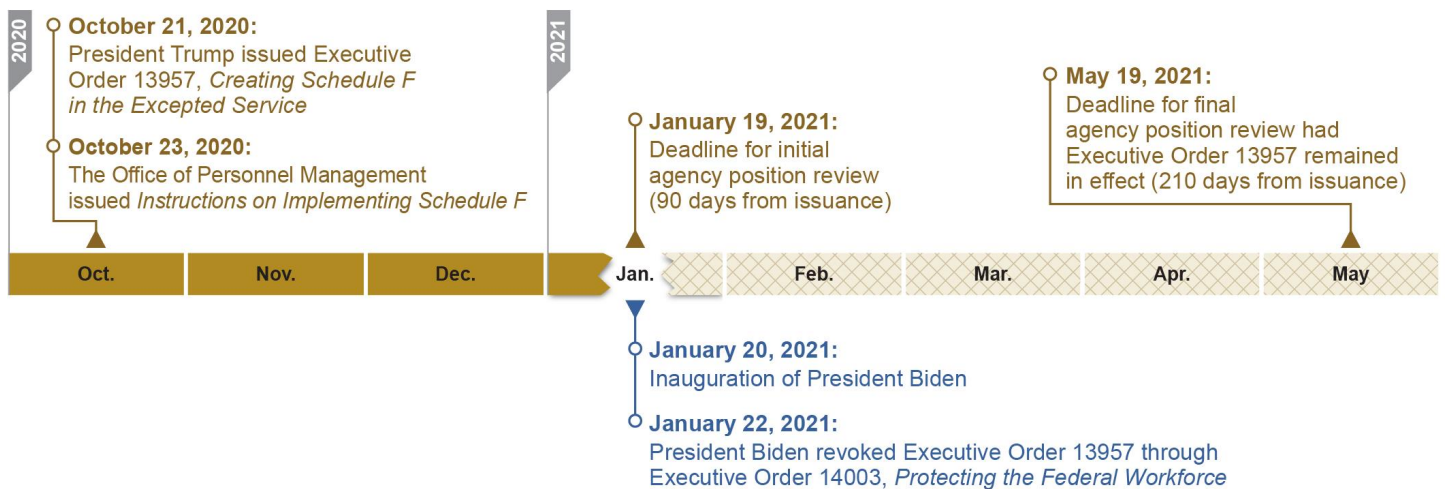 2020
October 21, 2020:
President Trump issued Executive
Order 13957, Creating Schedule F
in the Excepted Service
October 23, 2020:
The Office of Personnel Management
issued Instructions on Implementing Schedule F
2021
January 19, 2021:
Deadline for initial
agency position review
(90 days from issuance)
May 19, 2021:
Deadline for final
agency position review had
Executive Order 13957 remained
in effect (210 days from issuance)
Oct.
Nov.
Dec.
Jan.
Feb.
Mar.
Apr.
May
January 20, 2021:
Inauguration of President Biden
January 22, 2021:
President Biden revoked Executive Order 13957 through
Executive Order 14003, Protecting the Federal Workforce